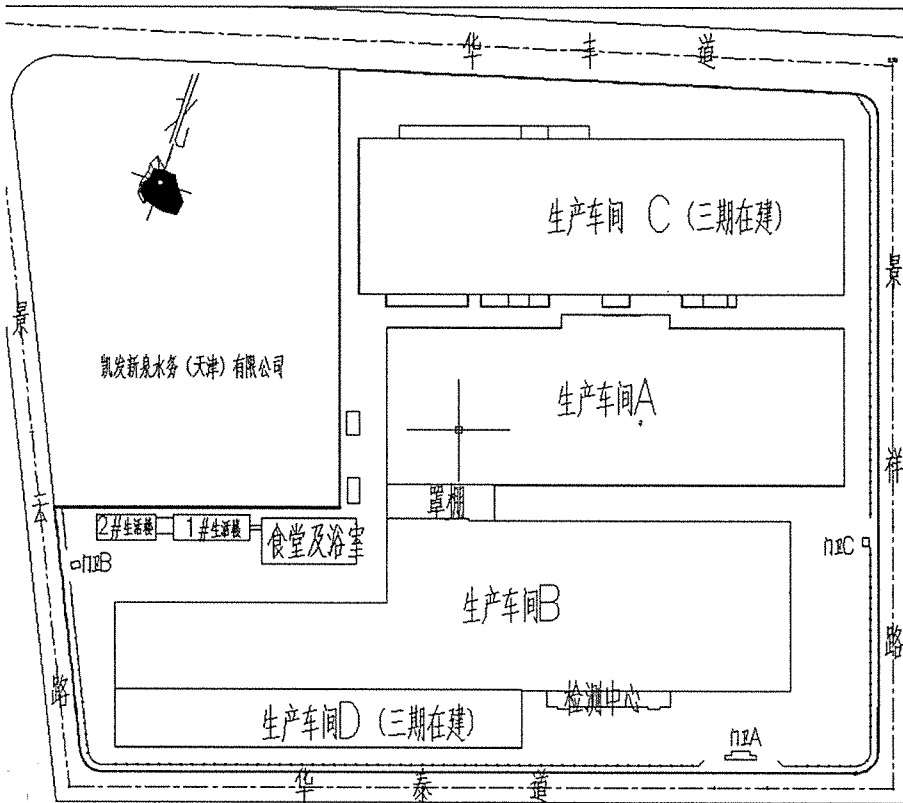 华丰道
北
生产车间 C (三期在建)
景祥路
凯发新泉水务 (天津) 有限公司
生产车间A
罩棚
2#生活楼
1#生活楼
食堂及浴室
门卫B
门卫C
生产车间B
生产车间D (三期在建)
检测中心
门卫A
华泰道